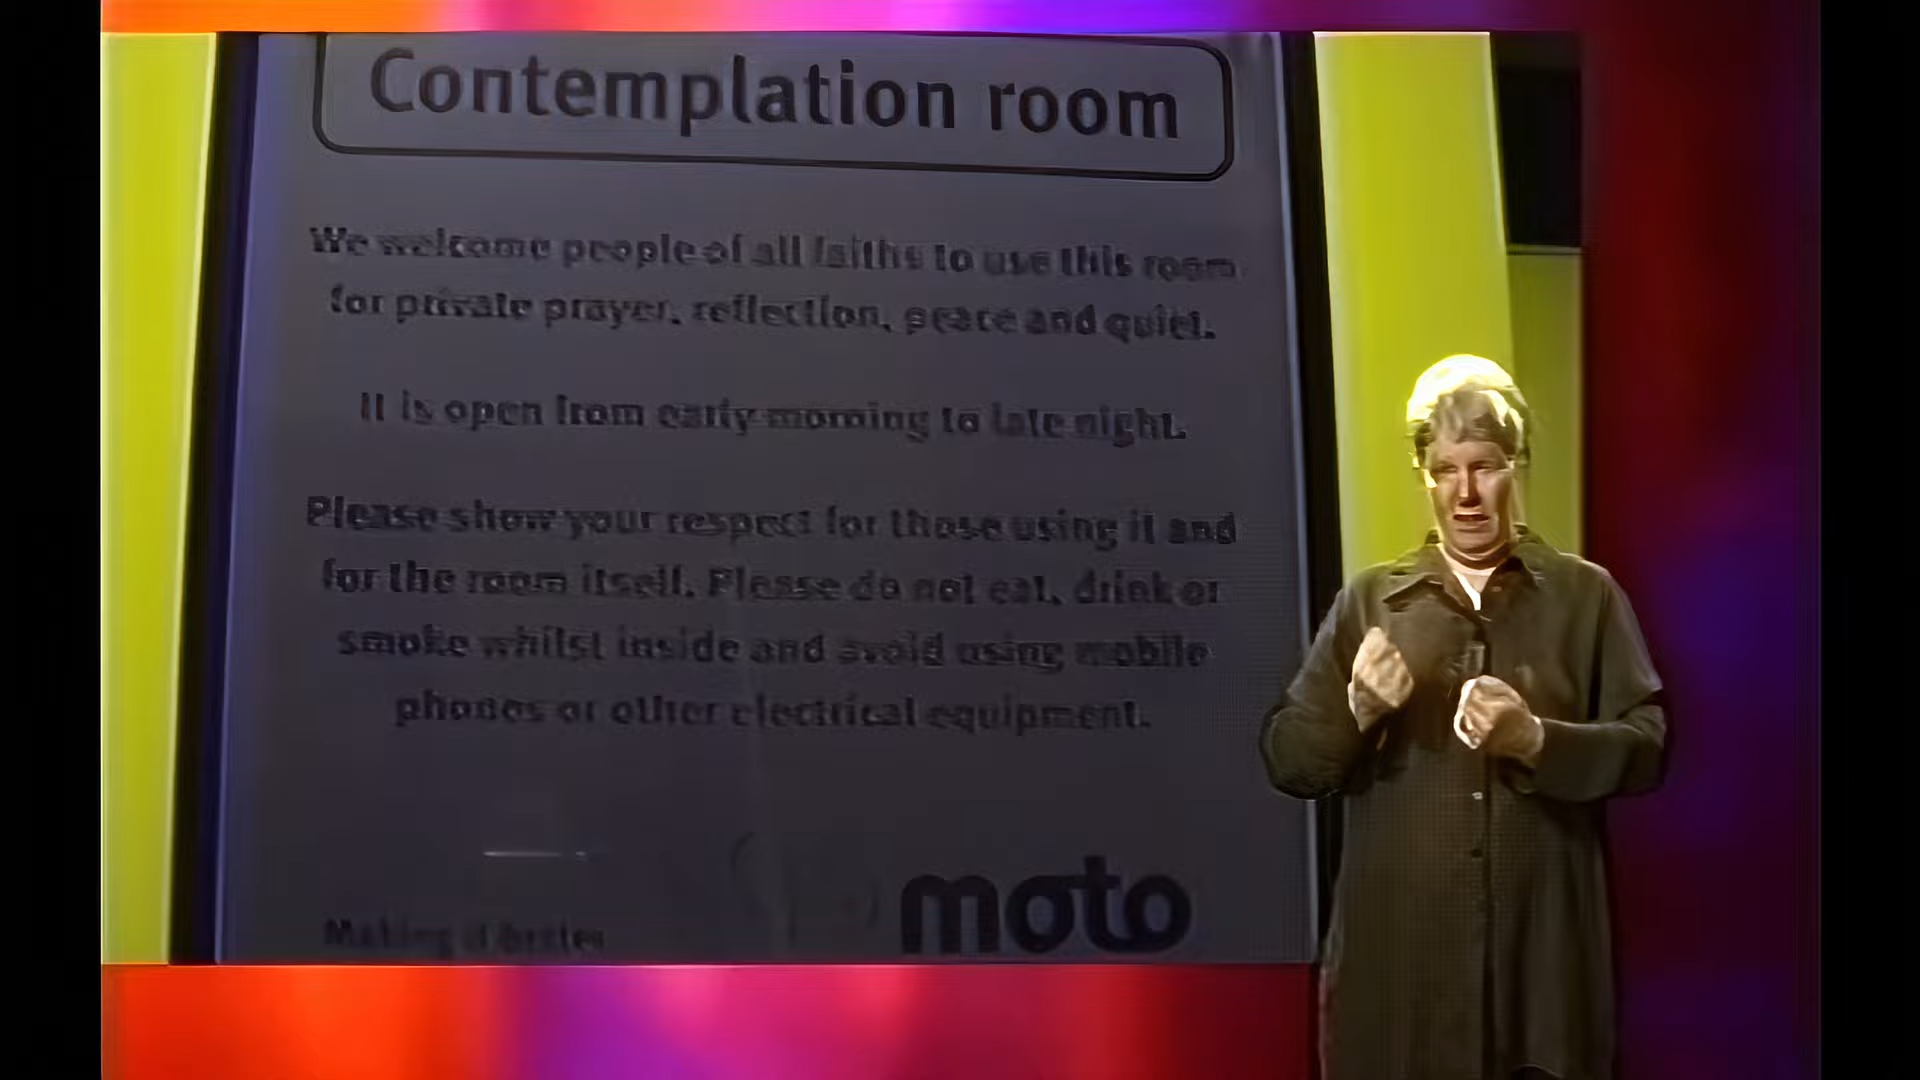 Contemplation room
We welcome people of all faiths to use this room
for private prayer, reflection, peace and quiet.
It is open from early morning to late night.
Please show your respect for those using it and
for the room itself. Please do not eat, drink or
smoke whilst inside and avoid using mobile
phones or other electrical equipment.
Making it better
moto